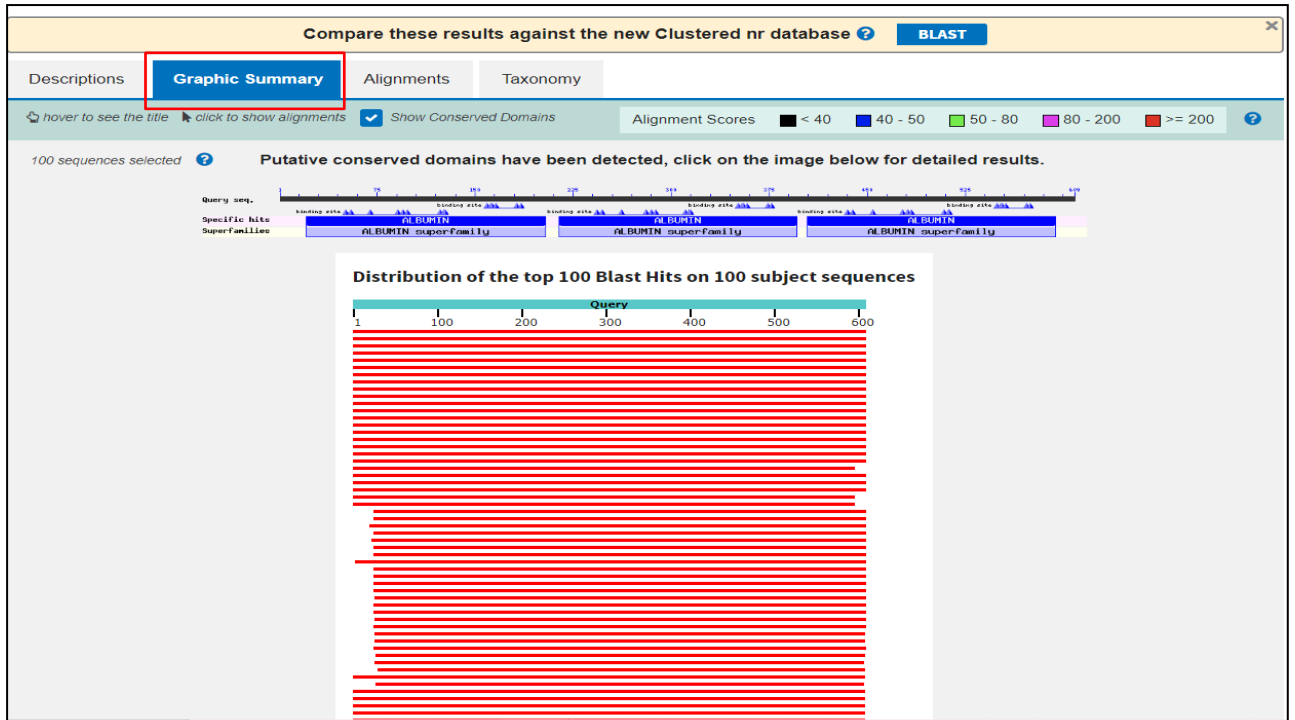 Compare these results against the new Clustered nr database ? BLAST ×
Descriptions Graphic Summary Alignments Taxonomy
hover to see the title click to show alignments Show Conserved Domains Alignment Scores < 40 40 - 50 50 - 80 80 - 200 >= 200 ?
100 sequences selected ? Putative conserved domains have been detected, click on the image below for detailed results.
1 75 150 225 300 375 450 525 609
Query seq.
binding site binding site binding site
binding site binding site binding site
Specific hits ALBUMIN ALBUMIN ALBUMIN
Superfamilies ALBUMIN superfamily ALBUMIN superfamily ALBUMIN superfamily
Distribution of the top 100 Blast Hits on 100 subject sequences
Query
1 100 200 300 400 500 600